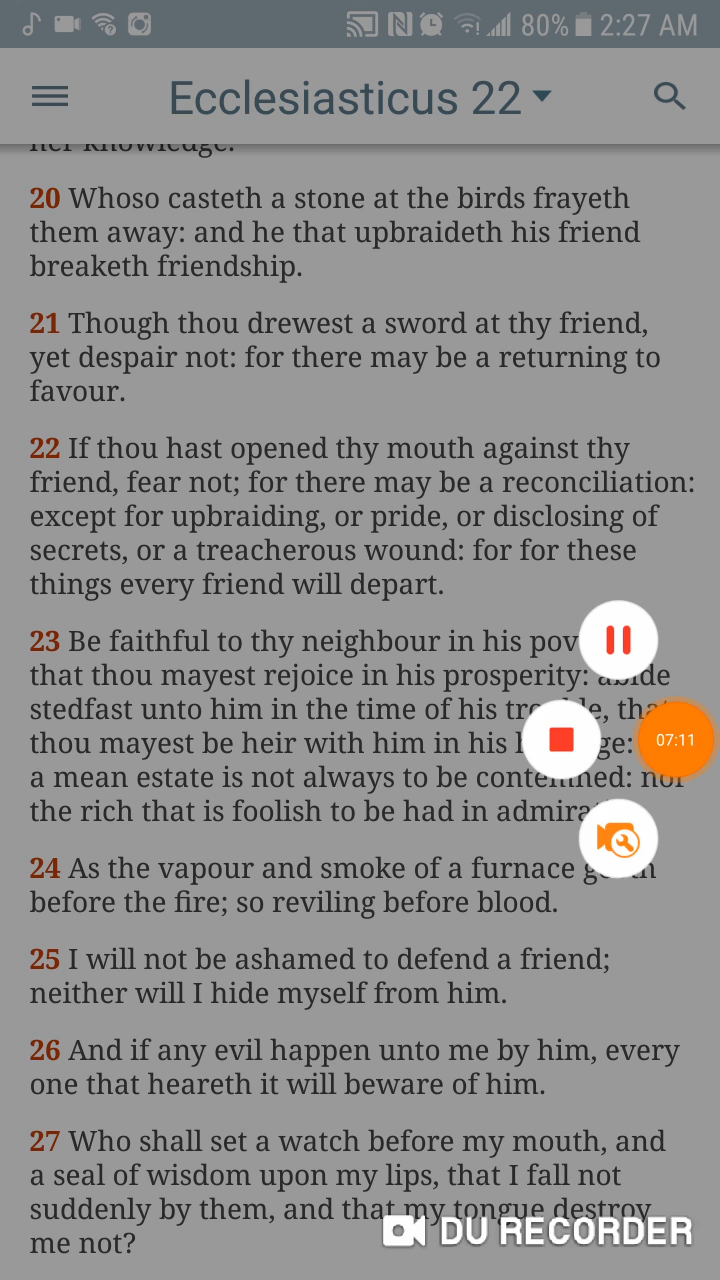 80% 2:27 AM
Ecclesiasticus 22
her knowledge.
20 Whoso casteth a stone at the birds frayeth
them away: and he that upbraideth his friend
breaketh friendship.
21 Though thou drewest a sword at thy friend,
yet despair not: for there may be a returning to
favour.
22 If thou hast opened thy mouth against thy
friend, fear not; for there may be a reconciliation:
except for upbraiding, or pride, or disclosing of
secrets, or a treacherous wound: for for these
things every friend will depart.
23 Be faithful to thy neighbour in his
that thou mayest rejoice in his prosperity: abide
stedfast unto him in the time of his trouble, that
thou mayest be heir with him in his
a mean estate is not always to be contemned: nor
the rich that is foolish to be had in
24 As the vapour and smoke of a furnace goeth
before the fire; so reviling before blood.
25 I will not be ashamed to defend a friend;
neither will I hide myself from him.
26 And if any evil happen unto me by him, every
one that heareth it will beware of him.
27 Who shall set a watch before my mouth, and
a seal of wisdom upon my lips, that I fall not
suddenly by them, and that my tongue destroy
me not?
07:11
DU RECORDER